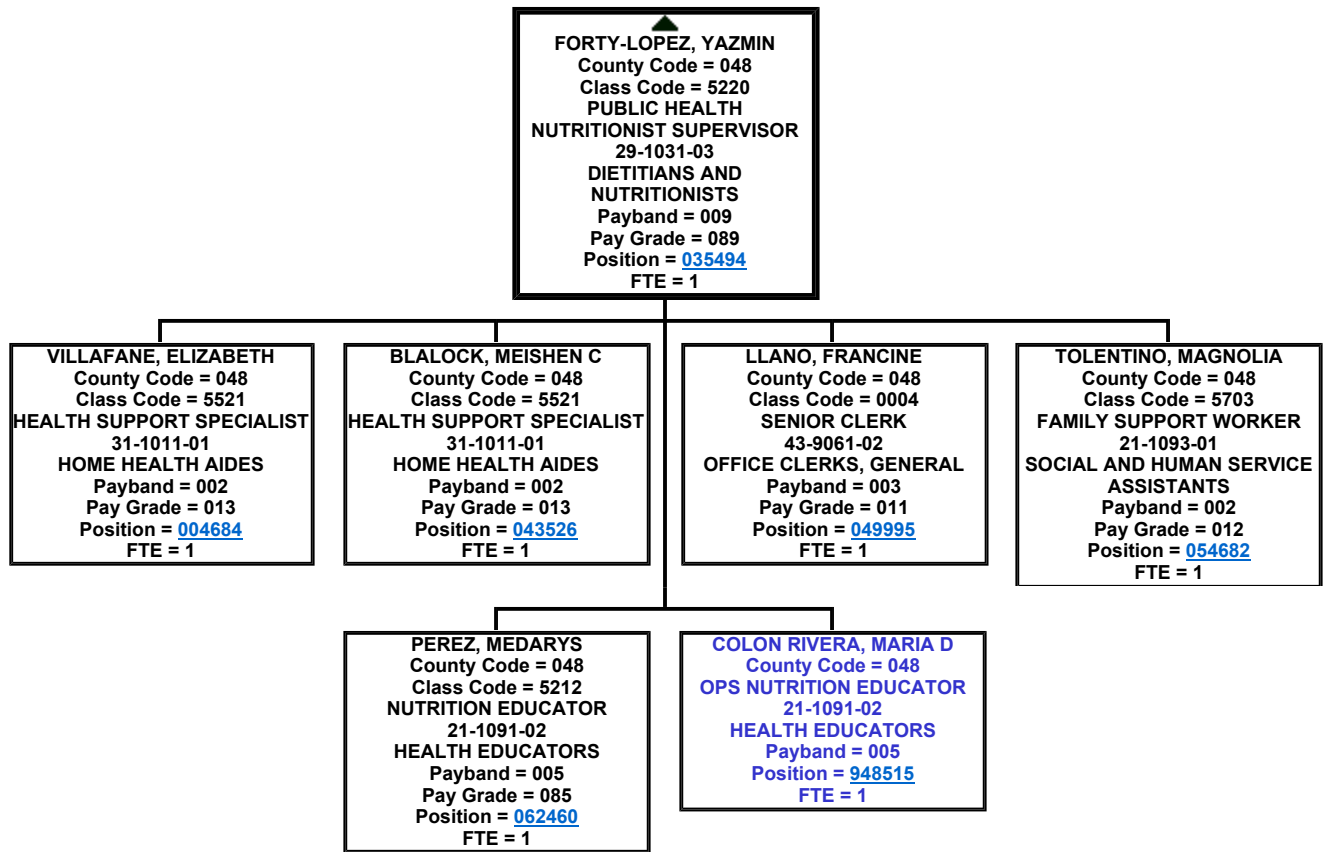 FORTY-LOPEZ, YAZMIN
County Code = 048
Class Code = 5220
PUBLIC HEALTH
NUTRITIONIST SUPERVISOR
29-1031-03
DIETITIANS AND
NUTRITIONISTS
Payband = 009
Pay Grade = 089
Position = 035494
FTE = 1
VILLAFANE, ELIZABETH
County Code = 048
Class Code = 5521
HEALTH SUPPORT SPECIALIST
31-1011-01
HOME HEALTH AIDES
Payband = 002
Pay Grade = 013
Position = 004684
FTE = 1
BLALOCK, MEISHEN C
County Code = 048
Class Code = 5521
HEALTH SUPPORT SPECIALIST
31-1011-01
HOME HEALTH AIDES
Payband = 002
Pay Grade = 013
Position = 043526
FTE = 1
LLANO, FRANCINE
County Code = 048
Class Code = 0004
SENIOR CLERK
43-9061-02
OFFICE CLERKS, GENERAL
Payband = 003
Pay Grade = 011
Position = 049995
FTE = 1
TOLENTINO, MAGNOLIA
County Code = 048
Class Code = 5703
FAMILY SUPPORT WORKER
21-1093-01
SOCIAL AND HUMAN SERVICE
ASSISTANTS
Payband = 002
Pay Grade = 012
Position = 054682
FTE = 1
PEREZ, MEDARYS
County Code = 048
Class Code = 5212
NUTRITION EDUCATOR
21-1091-02
HEALTH EDUCATORS
Payband = 005
Pay Grade = 085
Position = 062460
FTE = 1
COLON RIVERA, MARIA D
County Code = 048
OPS NUTRITION EDUCATOR
21-1091-02
HEALTH EDUCATORS
Payband = 005
Position = 948515
FTE = 1